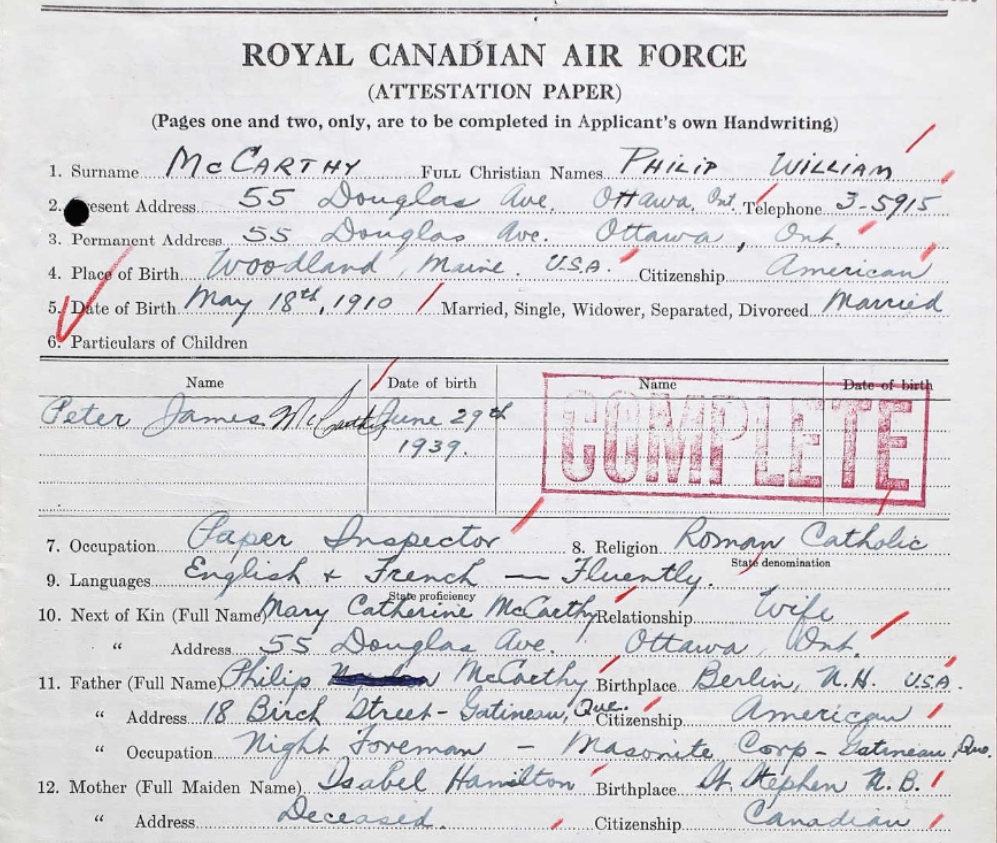 ROYAL CANADIAN AIR FORCE
(ATTESTATION PAPER)
(Pages one and two, only, are to be completed in Applicant's own Handwriting)
1. Surname McCARTHY FULL Christian Names PHILIP WILLIAM
2. resent Address 55 Douglas Ave. Ottawa, Ont. Telephone 3-5915
3. Permanent Address 55 Douglas Ave. Ottawa, Ont.
4. Place of Birth Woodland, Maine. U.S.A. Citizenship American
5. Date of Birth May 18th, 1910 Married, Single, Widower, Separated, Divorced Married
6. Particulars of Children
Name Date of birth Name Date of birth
Peter James McCarthy June 29th
1939.
COMPLETE
7. Occupation Paper Inspector 8. Religion Roman Catholic
State denomination
9. Languages English + French — Fluently.
State proficiency
10. Next of Kin (Full Name) Mary Catherine McCarthy Relationship Wife
" Address 55 Douglas Ave. Ottawa, Ont.
11. Father (Full Name) Philip McCarthy Birthplace Berlin, N.H. U.S.A.
" Address 18 Birch Street - Gatineau, Que. Citizenship American
" Occupation Night Foreman - Masonite Corp - Gatineau, Que.
12. Mother (Full Maiden Name) Isabel Hamilton Birthplace St. Stephen N.B.
" Address Deceased. Citizenship Canadian